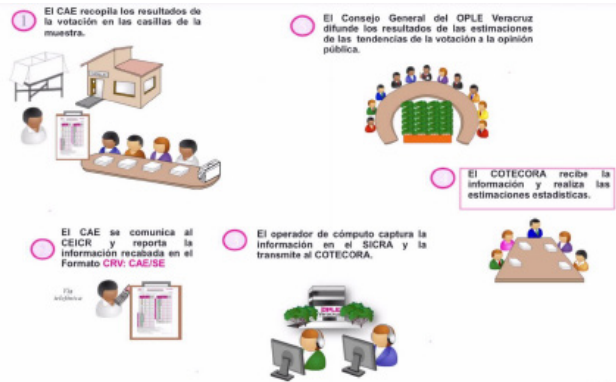 1
El CAE recopila los resultados de
la votación en las casillas de la
muestra.
El Consejo General del OPLE Veracruz
difunde los resultados de las estimaciones
de las tendencias de la votación a la opinión
pública.
El COTECORA recibe la
información y realiza las
estimaciones estadísticas.
El CAE se comunica al
CEICR y reporta la
información recabada en el
Formato CRV: CAE/SE
Vía
telefónica
El operador de cómputo captura la
información en el SICRA y la
transmite al COTECORA.
OPLE